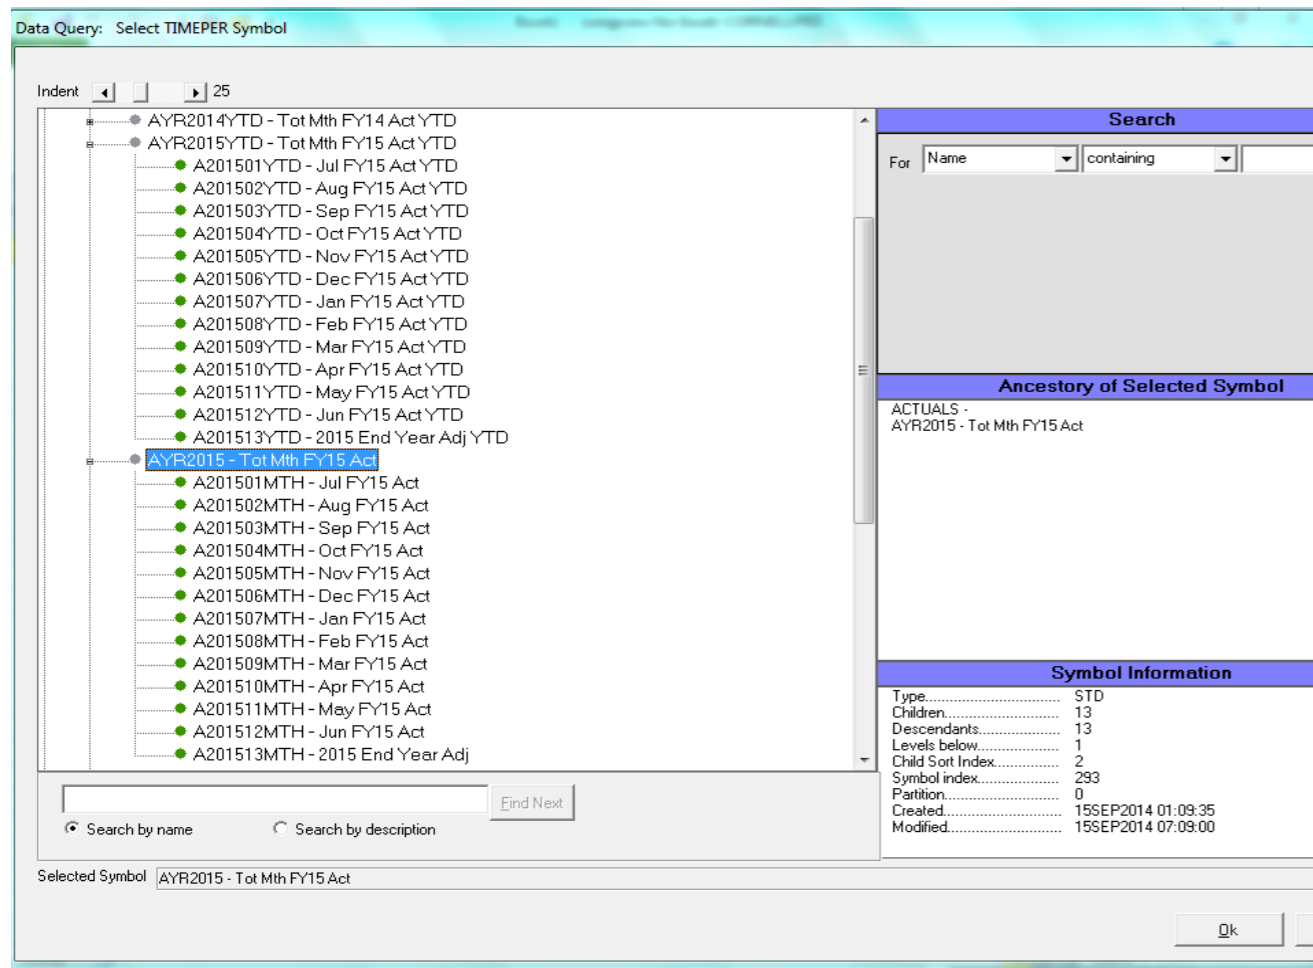 Data Query: Select TIMEPER Symbol
Indent 25
AYR2014YTD - Tot Mth FY14 Act YTD
AYR2015YTD - Tot Mth FY15 Act YTD
A201501YTD - Jul FY15 Act YTD
A201502YTD - Aug FY15 Act YTD
A201503YTD - Sep FY15 Act YTD
A201504YTD - Oct FY15 Act YTD
A201505YTD - Nov FY15 Act YTD
A201506YTD - Dec FY15 Act YTD
A201507YTD - Jan FY15 Act YTD
A201508YTD - Feb FY15 Act YTD
A201509YTD - Mar FY15 Act YTD
A201510YTD - Apr FY15 Act YTD
A201511YTD - May FY15 Act YTD
A201512YTD - Jun FY15 Act YTD
A201513YTD - 2015 End Year Adj YTD
AYR2015 - Tot Mth FY15 Act
A201501MTH - Jul FY15 Act
A201502MTH - Aug FY15 Act
A201503MTH - Sep FY15 Act
A201504MTH - Oct FY15 Act
A201505MTH - Nov FY15 Act
A201506MTH - Dec FY15 Act
A201507MTH - Jan FY15 Act
A201508MTH - Feb FY15 Act
A201509MTH - Mar FY15 Act
A201510MTH - Apr FY15 Act
A201511MTH - May FY15 Act
A201512MTH - Jun FY15 Act
A201513MTH - 2015 End Year Adj
Find Next
Search by name Search by description
Search
For Name containing
Ancestory of Selected Symbol
ACTUALS -
AYR2015 - Tot Mth FY15 Act
Symbol Information
Type.................................. STD
Children............................ 13
Descendants.................... 13
Levels below.................... 1
Child Sort Index................ 2
Symbol index.................... 293
Partition........................... 0
Created............................. 15SEP2014 01:09:35
Modified............................ 15SEP2014 07:09:00
Selected Symbol AYR2015 - Tot Mth FY15 Act
Ok